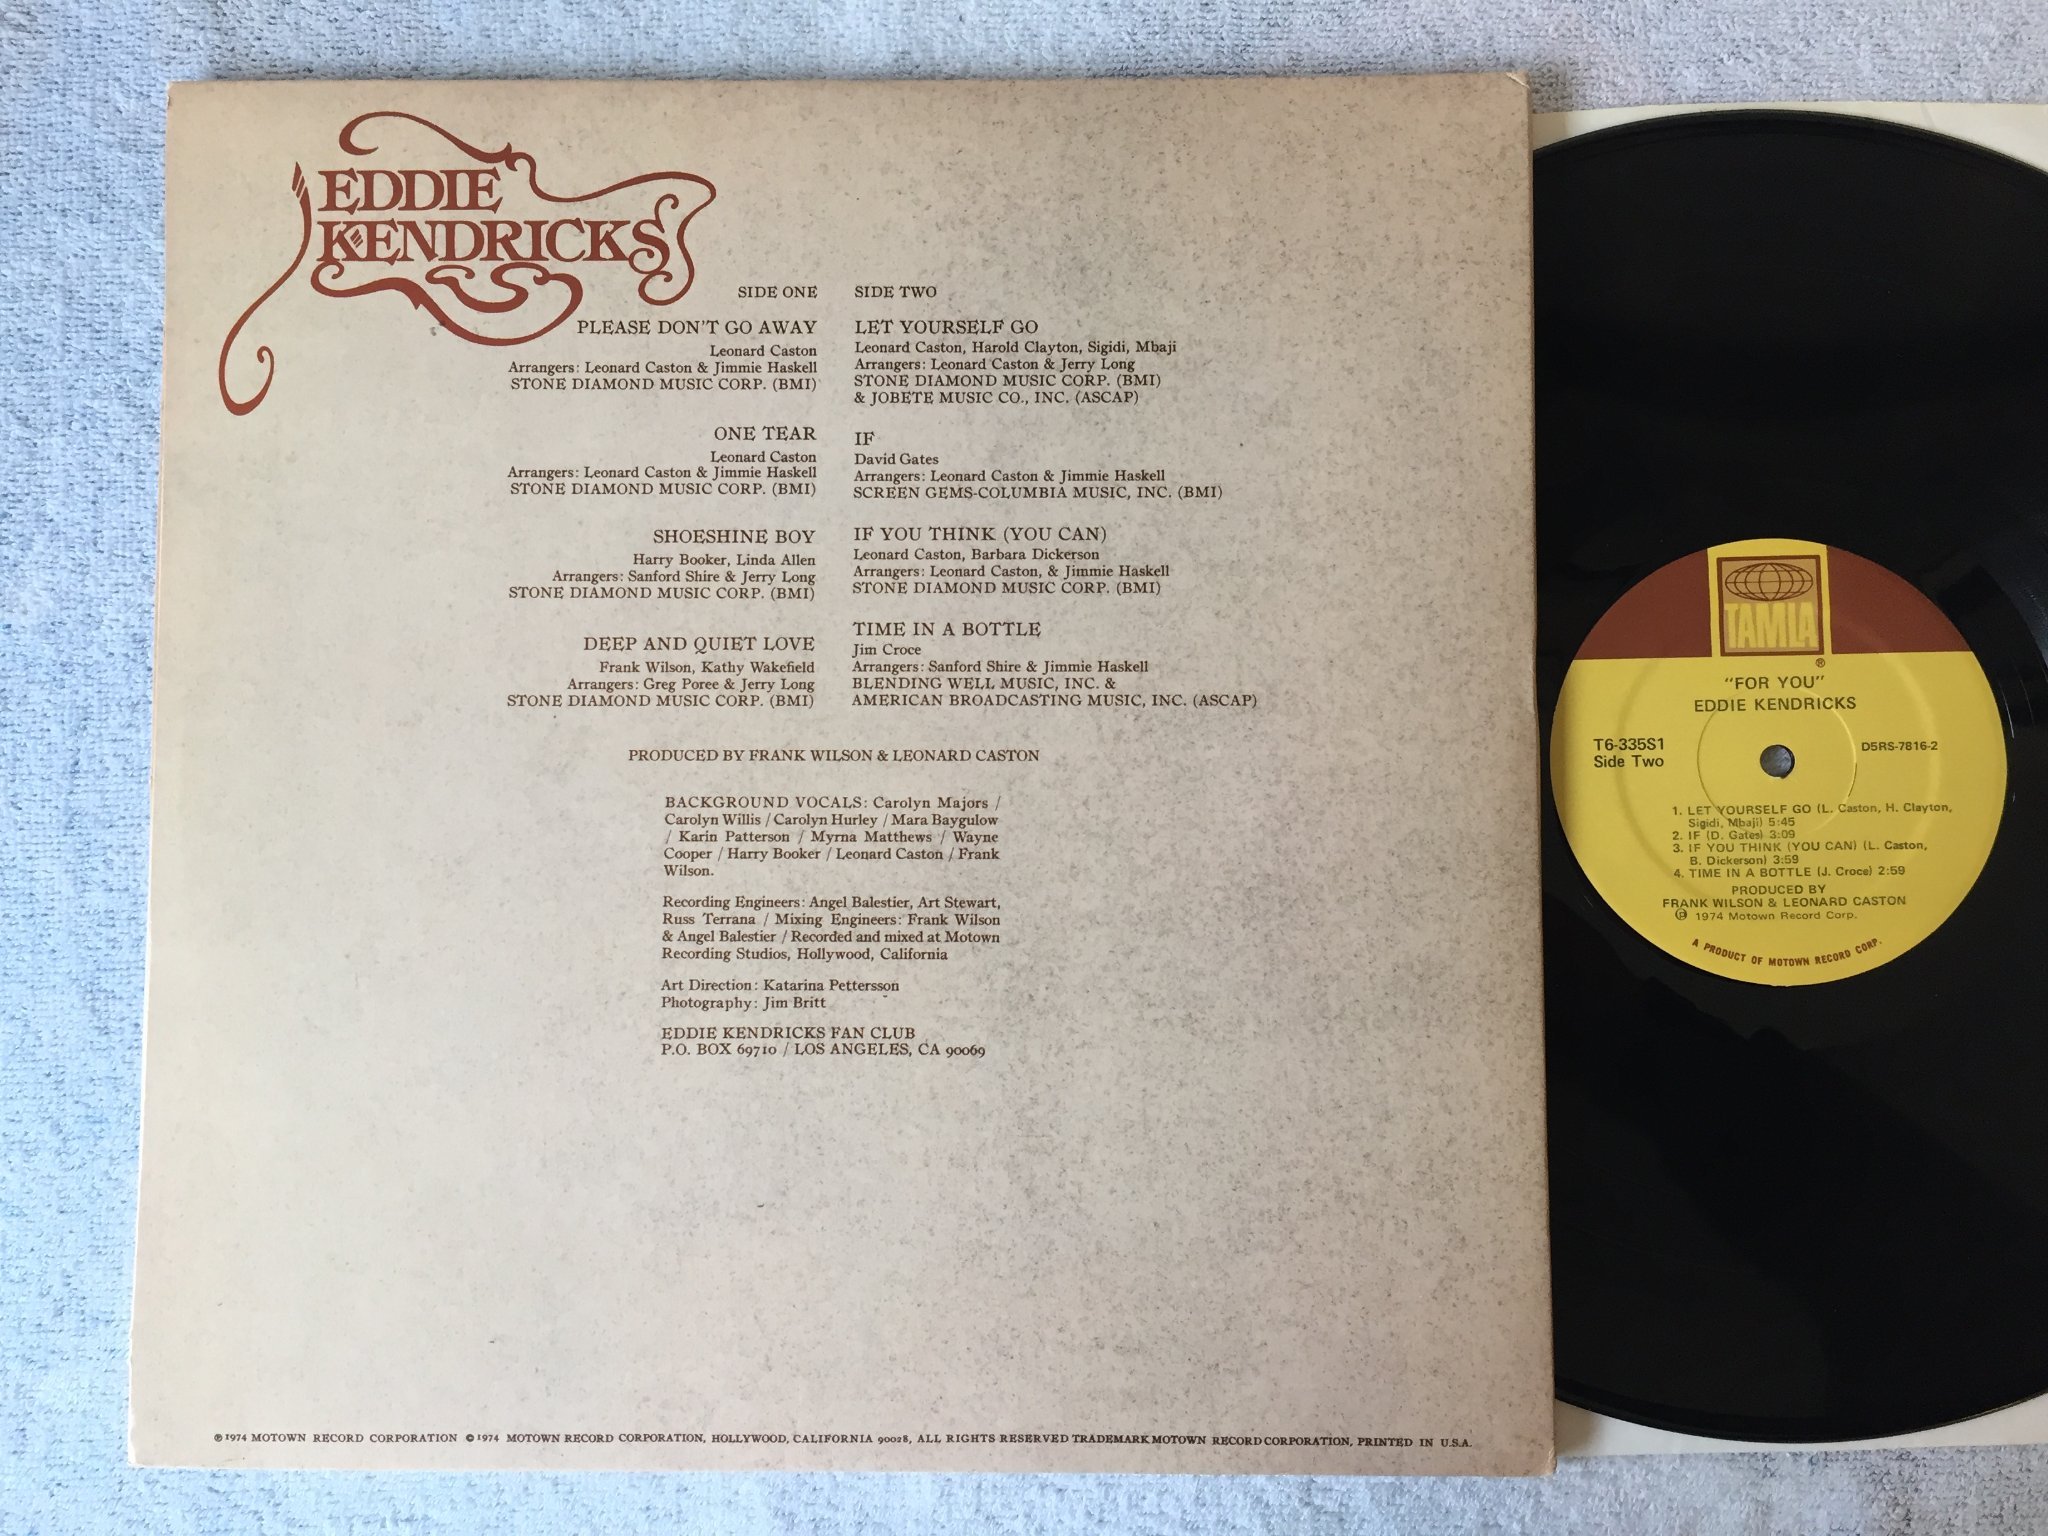 EDDIE
KENDRICKS
SIDE ONE
PLEASE DON'T GO AWAY
Leonard Caston
Arrangers: Leonard Caston & Jimmie Haskell
STONE DIAMOND MUSIC CORP. (BMI)
ONE TEAR
Leonard Caston
Arrangers: Leonard Caston & Jimmie Haskell
STONE DIAMOND MUSIC CORP. (BMI)
SHOESHINE BOY
Harry Booker, Linda Allen
Arrangers: Sanford Shire & Jerry Long
STONE DIAMOND MUSIC CORP. (BMI)
DEEP AND QUIET LOVE
Frank Wilson, Kathy Wakefield
Arrangers: Greg Poree & Jerry Long
STONE DIAMOND MUSIC CORP. (BMI)
SIDE TWO
LET YOURSELF GO
Leonard Caston, Harold Clayton, Sigidi, Mbaji
Arrangers: Leonard Caston & Jerry Long
STONE DIAMOND MUSIC CORP. (BMI)
& JOBETE MUSIC CO., INC. (ASCAP)
IF
David Gates
Arrangers: Leonard Caston & Jimmie Haskell
SCREEN GEMS-COLUMBIA MUSIC, INC. (BMI)
IF YOU THINK (YOU CAN)
Leonard Caston, Barbara Dickerson
Arrangers: Leonard Caston, & Jimmie Haskell
STONE DIAMOND MUSIC CORP. (BMI)
TIME IN A BOTTLE
Jim Croce
Arrangers: Sanford Shire & Jimmie Haskell
BLENDING WELL MUSIC, INC. &
AMERICAN BROADCASTING MUSIC, INC. (ASCAP)
PRODUCED BY FRANK WILSON & LEONARD CASTON
BACKGROUND VOCALS: Carolyn Majors /
Carolyn Willis / Carolyn Hurley / Mara Baygulow
/ Karin Patterson / Myrna Matthews / Wayne
Cooper / Harry Booker / Leonard Caston / Frank
Wilson.
Recording Engineers: Angel Balestier, Art Stewart,
Russ Terrana / Mixing Engineers: Frank Wilson
& Angel Balestier / Recorded and mixed at Motown
Recording Studios, Hollywood, California
Art Direction: Katarina Pettersson
Photography: Jim Britt
EDDIE KENDRICKS FAN CLUB
P.O. BOX 69710 / LOS ANGELES, CA 90069
℗ 1974 MOTOWN RECORD CORPORATION © 1974 MOTOWN RECORD CORPORATION, HOLLYWOOD, CALIFORNIA 90028, ALL RIGHTS RESERVED TRADEMARK MOTOWN RECORD CORPORATION, PRINTED IN U.S.A.
TAMLA
®
"FOR YOU"
EDDIE KENDRICKS
T6-335S1
Side Two
D5RS-7816-2
1. LET YOURSELF GO (L. Caston, H. Clayton,
Sigidi, Mbaji) 5:45
2. IF (D. Gates) 3:09
3. IF YOU THINK (YOU CAN) (L. Caston,
B. Dickerson) 3:59
4. TIME IN A BOTTLE (J. Croce) 2:59
PRODUCED BY
FRANK WILSON & LEONARD CASTON
℗ 1974 Motown Record Corp.
A PRODUCT OF MOTOWN RECORD CORP.